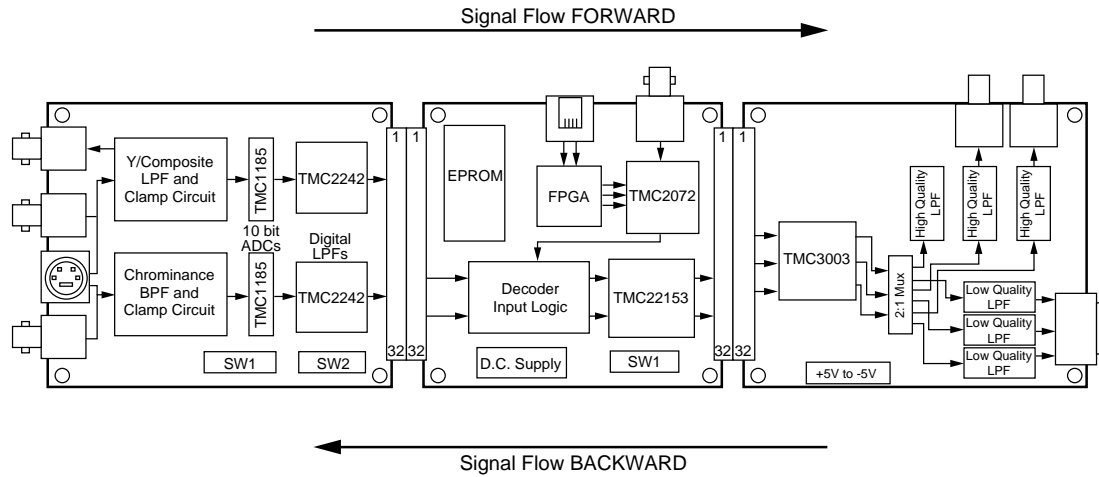 Signal Flow FORWARD
Y/Composite
LPF and
Clamp Circuit
TMC1185
TMC2242
10 bit
ADCs
Digital
LPFs
Chrominance
BPF and
Clamp Circuit
TMC1185
TMC2242
SW1
SW2
1
1
32
32
EPROM
FPGA
TMC2072
Decoder
Input Logic
TMC22153
D.C. Supply
SW1
1
1
32
32
TMC3003
2:1 Mux
High Quality
LPF
High Quality
LPF
High Quality
LPF
Low Quality
LPF
Low Quality
LPF
Low Quality
LPF
+5V to -5V
Signal Flow BACKWARD